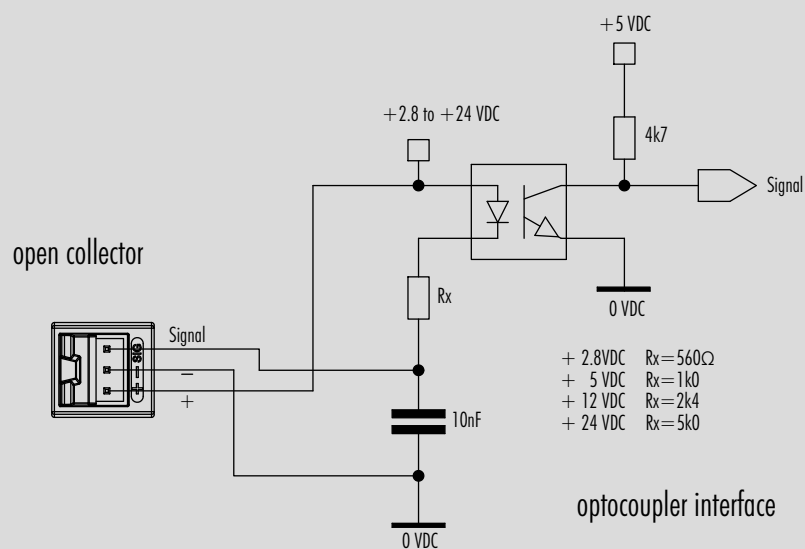 +5 VDC
+2.8 to +24 VDC
4k7
Signal
open collector
Rx
0 VDC
Signal
SIG
–
+
–
+
10nF
+ 2.8VDC Rx=560Ω
+ 5 VDC Rx=1k0
+ 12 VDC Rx=2k4
+ 24 VDC Rx=5k0
optocoupler interface
0 VDC